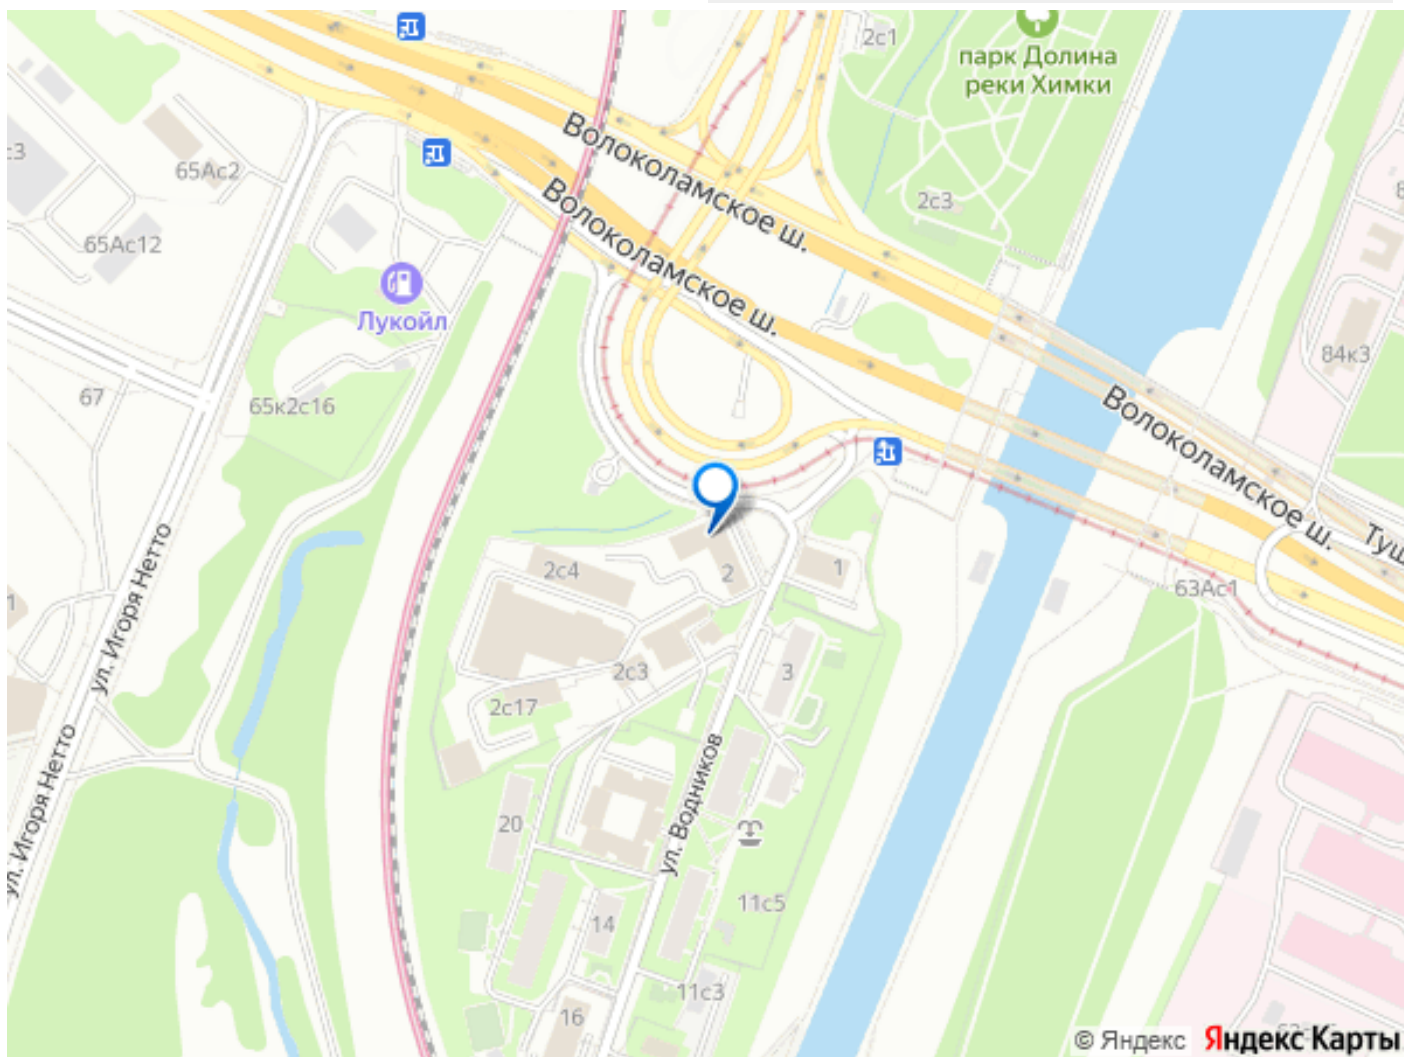 2с1
парк Долина
реки Химки
Волоколамское ш.
65Ас2
Волоколамское ш.
2с3
65Ас12
Лукойл
84к3
67
65к2с16
Волоколамское ш.
Туш
ул. Игоря Нетто
2с4
2
1
63Ас1
2с3
3
2с17
ул. Игоря Нетто
ул. Водников
20
11с5
14
11с3
16
© Яндекс Яндекс Карты